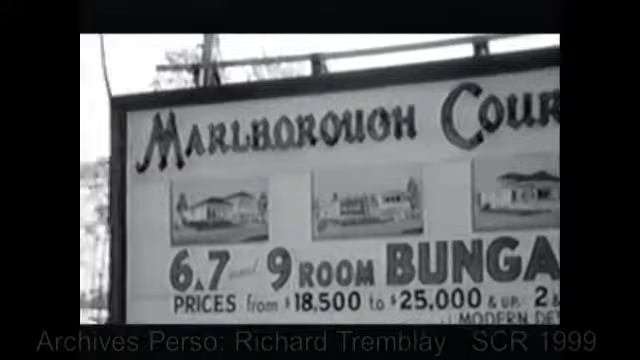 MARLBOROUGH COUR
6,7 and 9 ROOM BUNGA
PRICES from $18,500 to $25,000 & UP. 2 &
MODERN DE
Archives Perso: Richard Tremblay SCR 1999